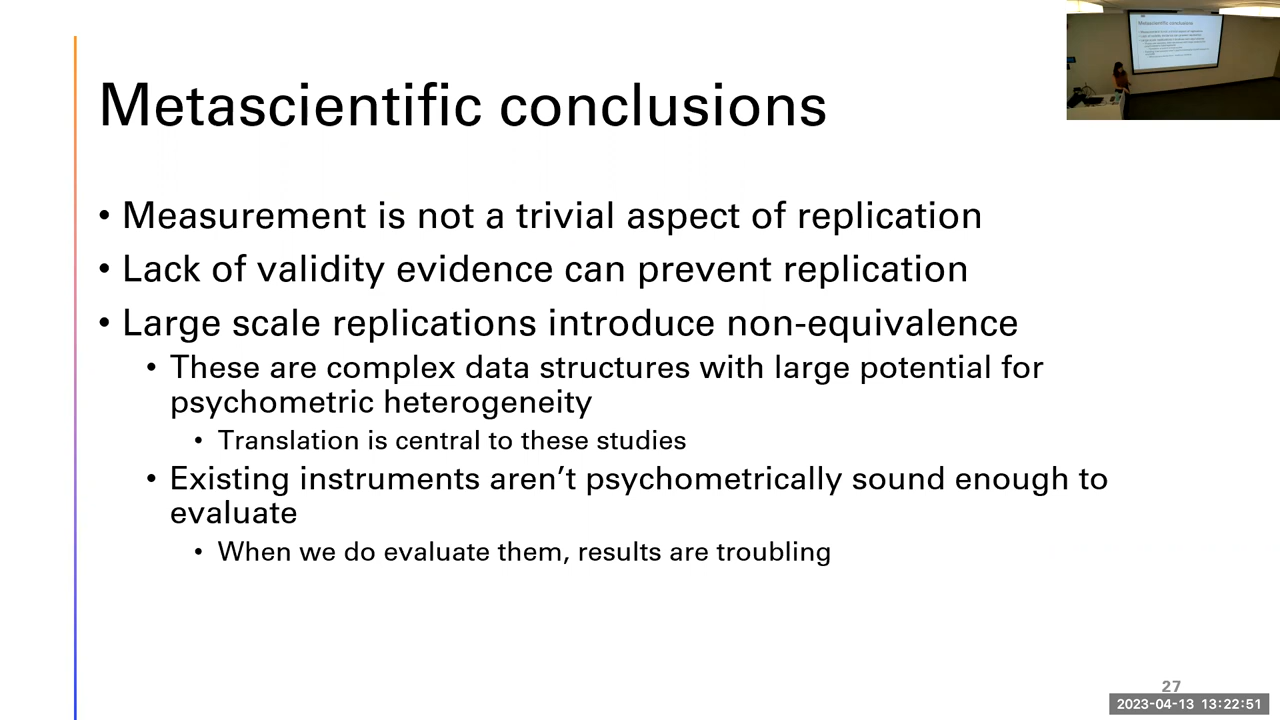 Metascientific conclusions
• Measurement is not a trivial aspect of replication
• Lack of validity evidence can prevent replication
• Large scale replications introduce non-equivalence
• These are complex data structures with large potential for
psychometric heterogeneity
• Translation is central to these studies
• Existing instruments aren’t psychometrically sound enough to
evaluate
• When we do evaluate them, results are troubling
27
2023-04-13 13:22:51
Metascientific conclusions